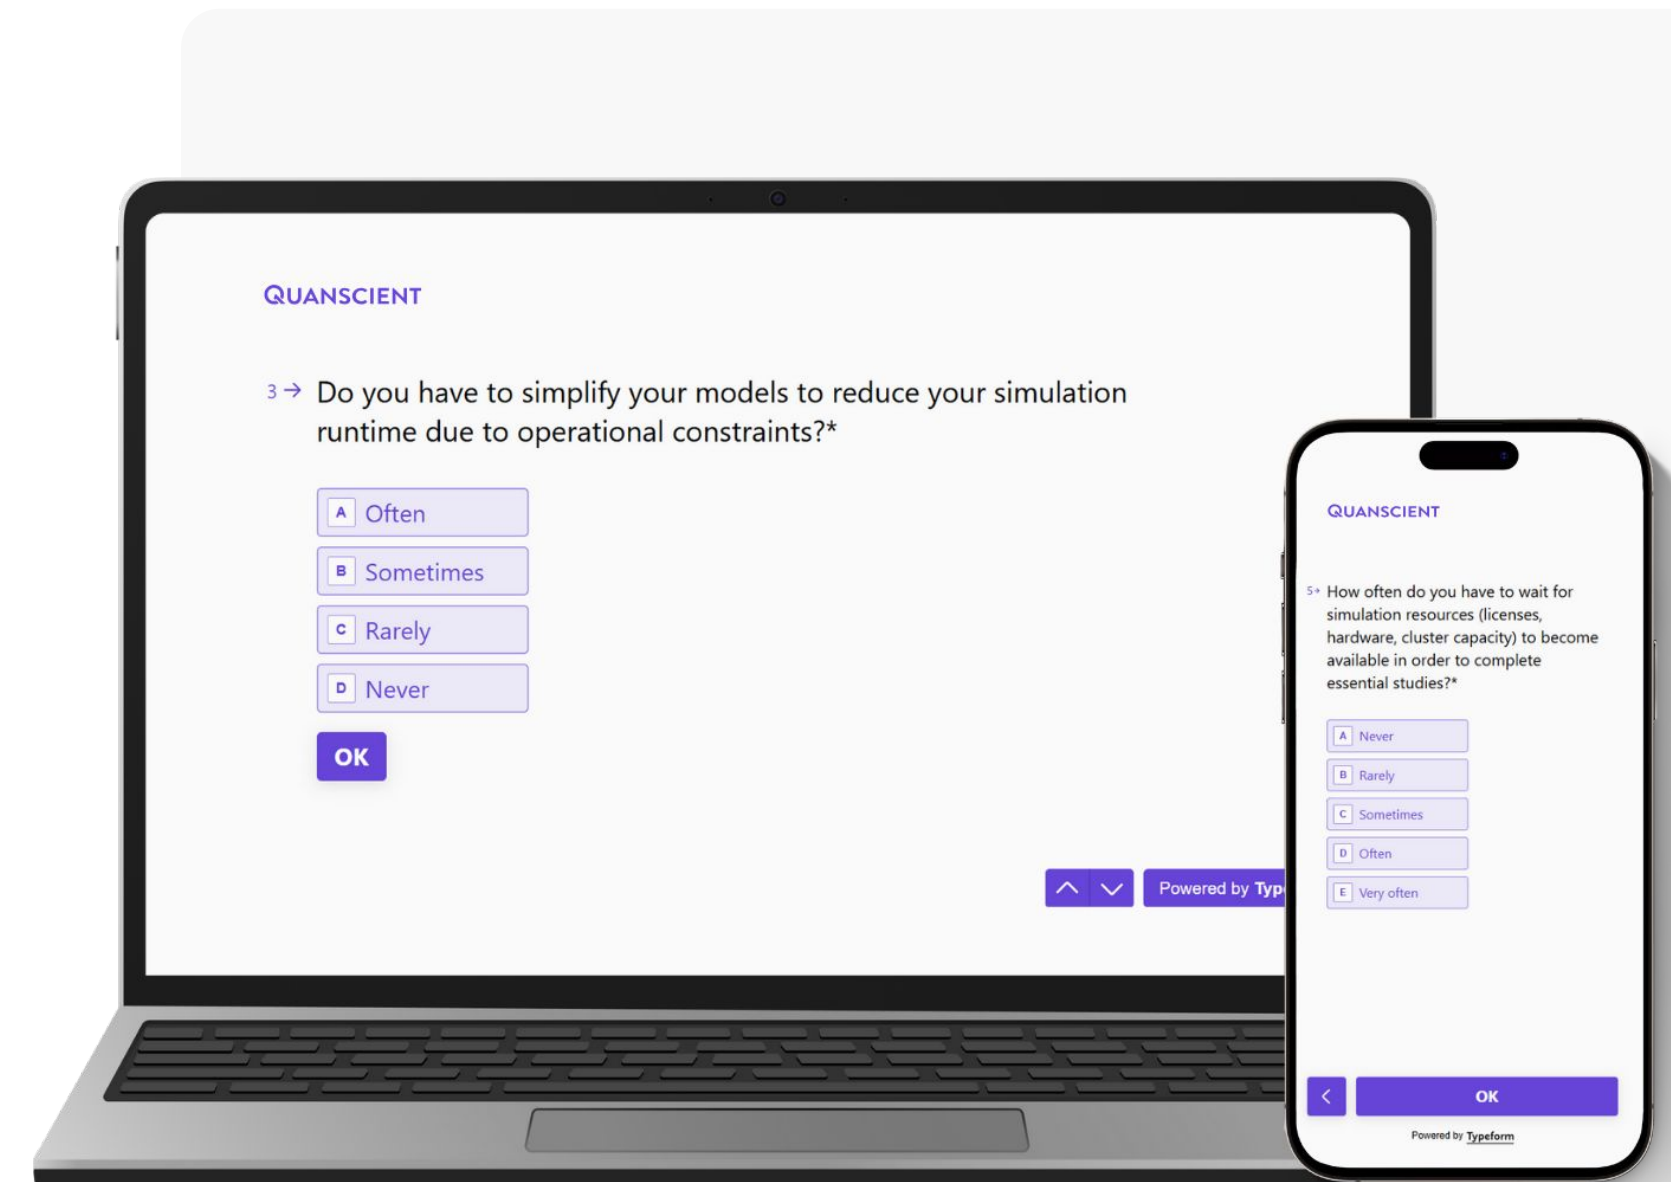 QUANSCIENT
3→ Do you have to simplify your models to reduce your simulation
runtime due to operational constraints?*
A Often
B Sometimes
C Rarely
D Never
OK
Powered by Typ
QUANSCIENT
5→ How often do you have to wait for
simulation resources (licenses,
hardware, cluster capacity) to become
available in order to complete
essential studies?*
A Never
B Rarely
C Sometimes
D Often
E Very often
OK
Powered by Typeform